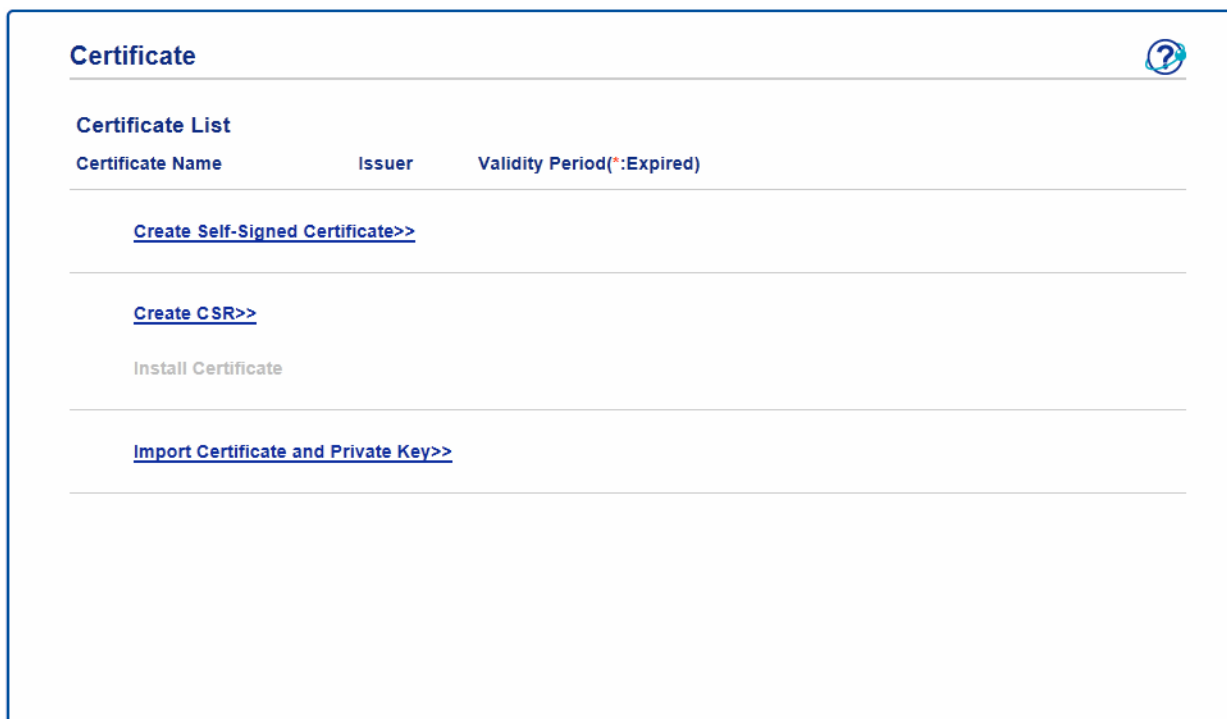 Certificate
Certificate List
Certificate Name Issuer Validity Period(*:Expired)
Create Self-Signed Certificate>>
Create CSR>>
Install Certificate
Import Certificate and Private Key>>